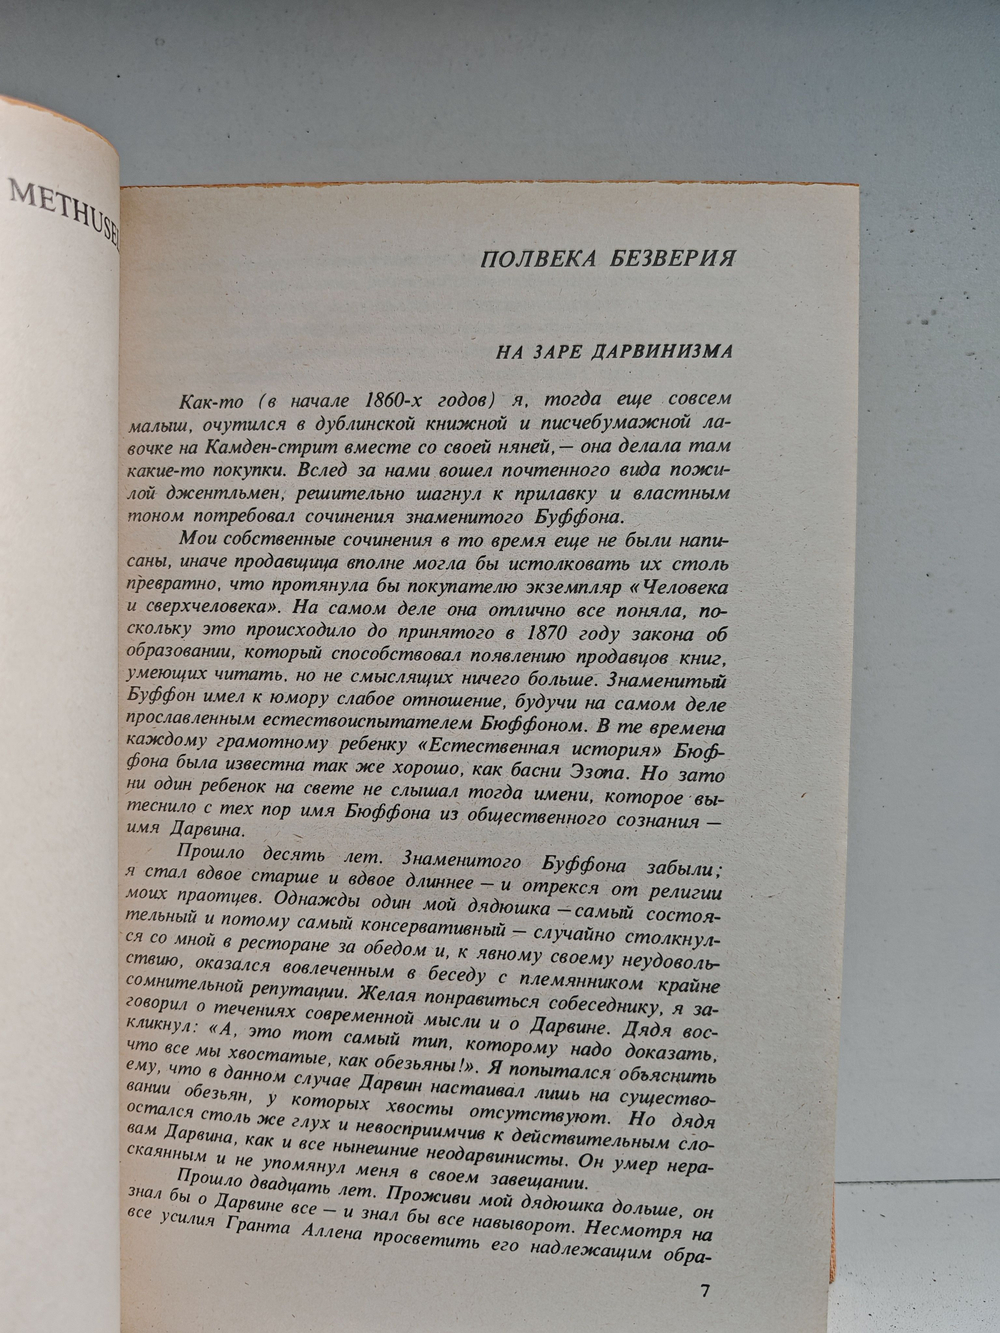 METHUSE
ПОЛВЕКА БЕЗВЕРИЯ
НА ЗАРЕ ДАРВИНИЗМА
Как-то (в начале 1860-х годов) я, тогда еще совсем
малыш, очутился в дублинской книжной и писчебумажной ла-
вочке на Камден-стрит вместе со своей няней,— она делала там
какие-то покупки. Вслед за нами вошел почтенного вида пожи-
лой джентльмен, решительно шагнул к прилавку и властным
тоном потребовал сочинения знаменитого Буффона.
Мои собственные сочинения в то время еще не были напи-
саны, иначе продавщица вполне могла бы истолковать их столь
превратно, что протянула бы покупателю экземпляр «Человека
и сверхчеловека». На самом деле она отлично все поняла, по-
скольку это происходило до принятого в 1870 году закона об
образовании, который способствовал появлению продавцов книг,
умеющих читать, но не смыслящих ничего больше. Знаменитый
Буффон имел к юмору слабое отношение, будучи на самом деле
прославленным естествоиспытателем Бюффоном. В те времена
каждому грамотному ребенку «Естественная история» Бюф-
фона была известна так же хорошо, как басни Эзопа. Но зато
ни один ребенок на свете не слышал тогда имени, которое вы-
теснило с тех пор имя Бюффона из общественного сознания —
имя Дарвина.
Прошло десять лет. Знаменитого Буффона забыли;
я стал вдвое старше и вдвое длиннее — и отрекся от религии
моих праотцев. Однажды один мой дядюшка — самый состоя-
тельный и потому самый консервативный — случайно столкнул-
ся со мной в ресторане за обедом и, к явному своему неудоволь-
ствию, оказался вовлеченным в беседу с племянником крайне
сомнительной репутации. Желая понравиться собеседнику, я за-
говорил о течениях современной мысли и о Дарвине. Дядя вос-
кликнул: «А, это тот самый тип, которому надо доказать,
что все мы хвостатые, как обезьяны!». Я попытался объяснить
ему, что в данном случае Дарвин настаивал лишь на существо-
вании обезьян, у которых хвосты отсутствуют. Но дядя
остался столь же глух и невосприимчив к действительным сло-
вам Дарвина, как и все нынешние неодарвинисты. Он умер нера-
скаянным и не упомянул меня в своем завещании.
Прошло двадцать лет. Проживи мой дядюшка дольше, он
знал бы о Дарвине все — и знал бы все навыворот. Несмотря на
все усилия Гранта Аллена просветить его надлежащим обра-
7